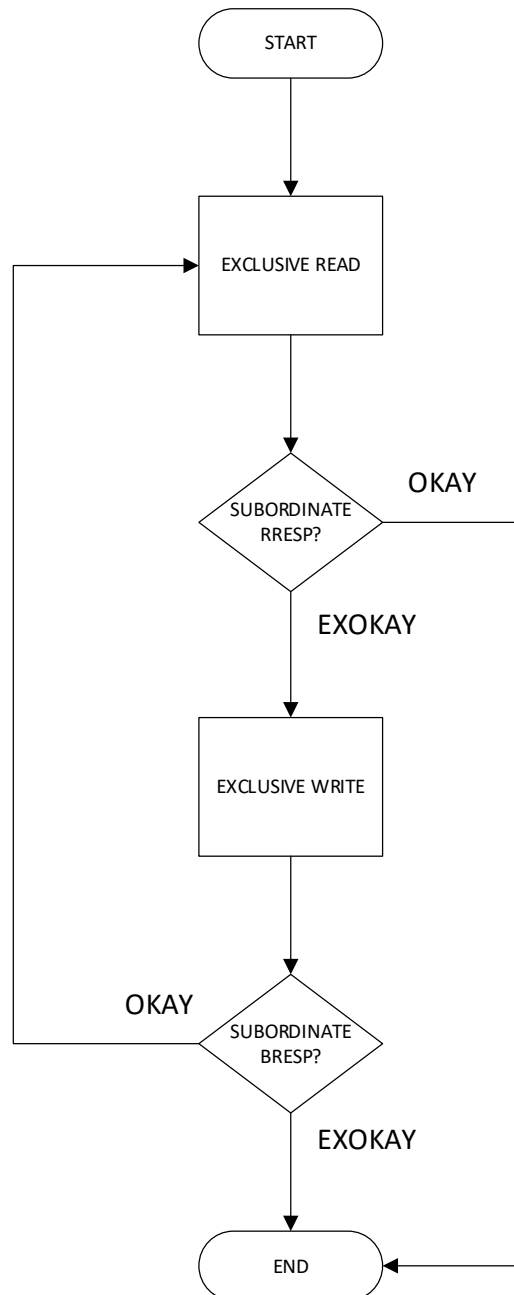 START
EXCLUSIVE READ
OKAY
SUBORDINATE
RRESP?
EXOKAY
EXCLUSIVE WRITE
OKAY
SUBORDINATE
BRESP?
EXOKAY
END